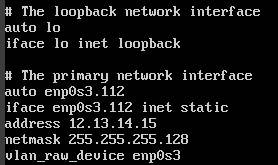 # The loopback network interface
auto lo
iface lo inet loopback

# The primary network interface
auto enp0s3.112
iface enp0s3.112 inet static
address 12.13.14.15
netmask 255.255.255.128
vlan_raw_device enp0s3